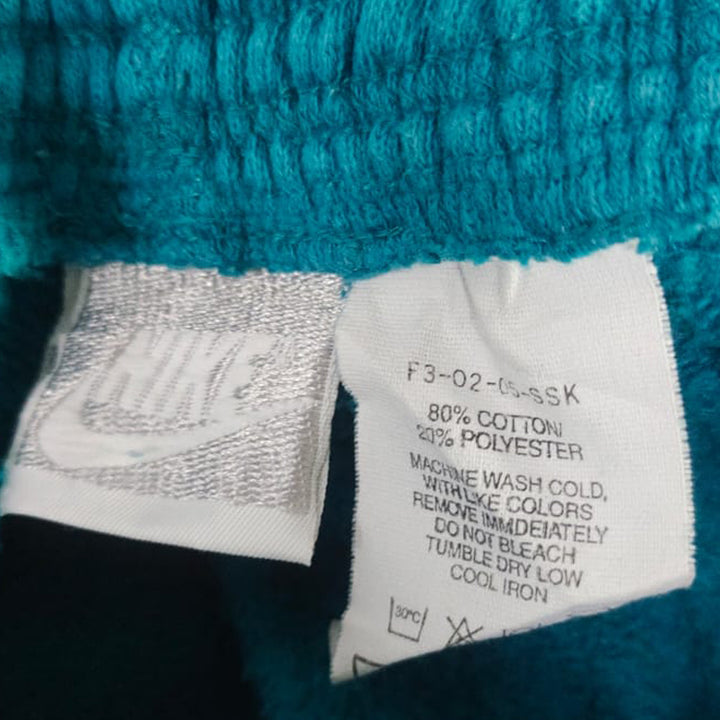 NIKE
F3-02-05-SSK
80% COTTON
20% POLYESTER
MACHINE WASH COLD,
WITH LIKE COLORS
REMOVE IMMDEIATELY
DO NOT BLEACH
TUMBLE DRY LOW
COOL IRON
30°C